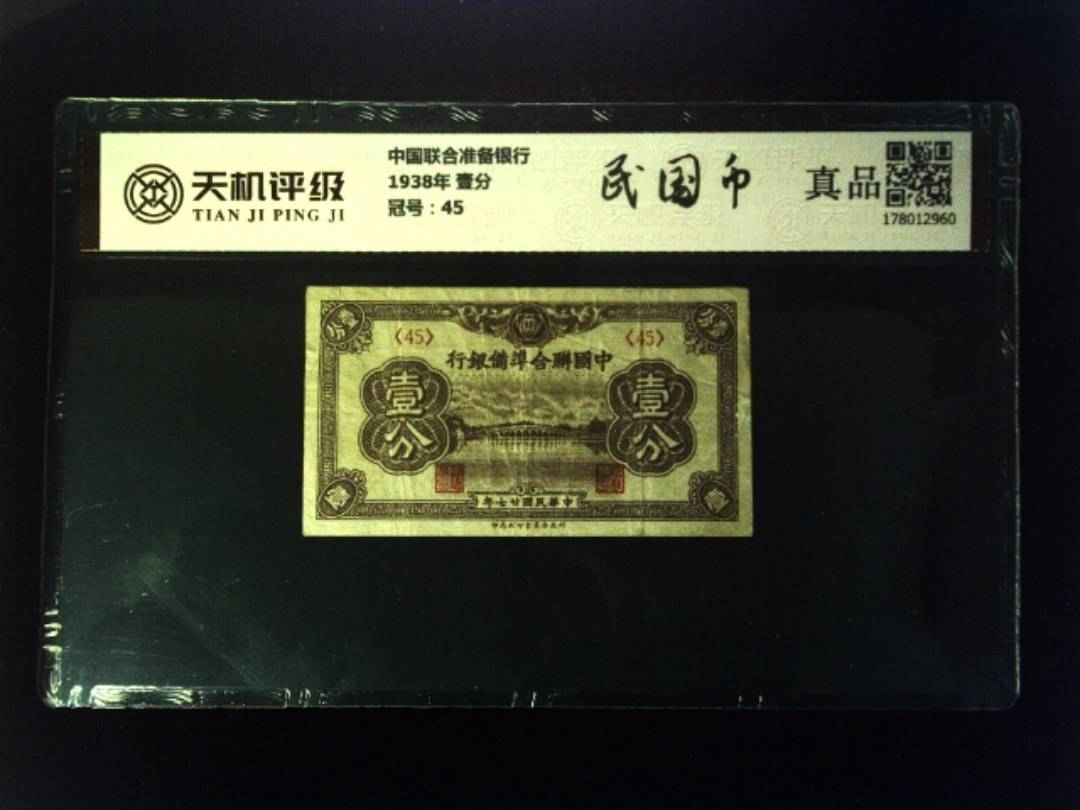 天机评级
TIAN JI PING JI
中国联合准备银行
1938年 壹分
冠号：45
民国币
真品
178012960
〈45〉
〈45〉
行銀備準合聯國中
壹分
壹分
年七廿國民華中